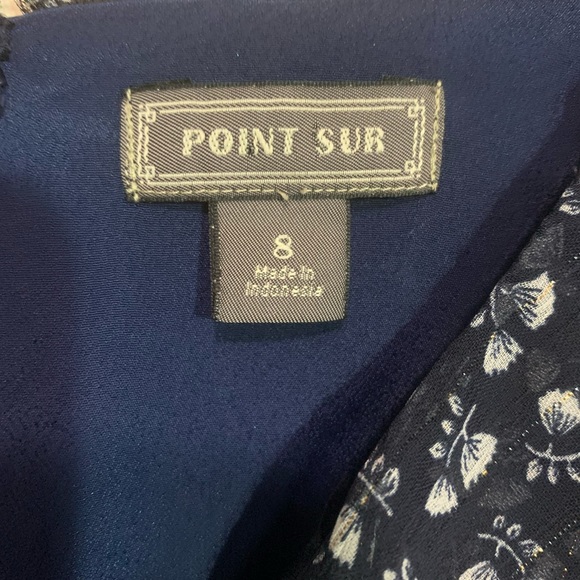 POINT SUR
8
Made In
Indonesia